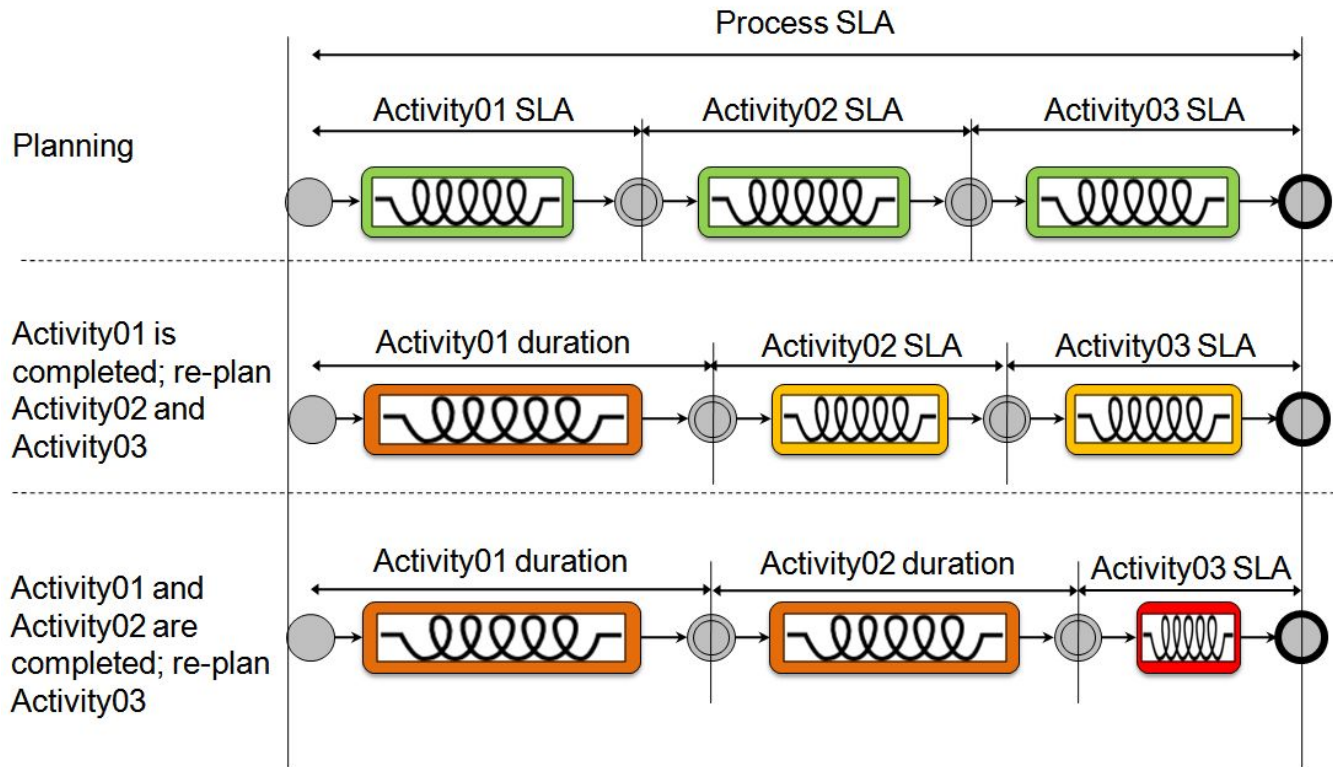 Process SLA
Activity01 SLA
Activity02 SLA
Activity03 SLA
Planning
Activity01 is
completed; re-plan
Activity02 and
Activity03
Activity01 duration
Activity02 SLA
Activity03 SLA
Activity01 and
Activity02 are
completed; re-plan
Activity03
Activity01 duration
Activity02 duration
Activity03 SLA